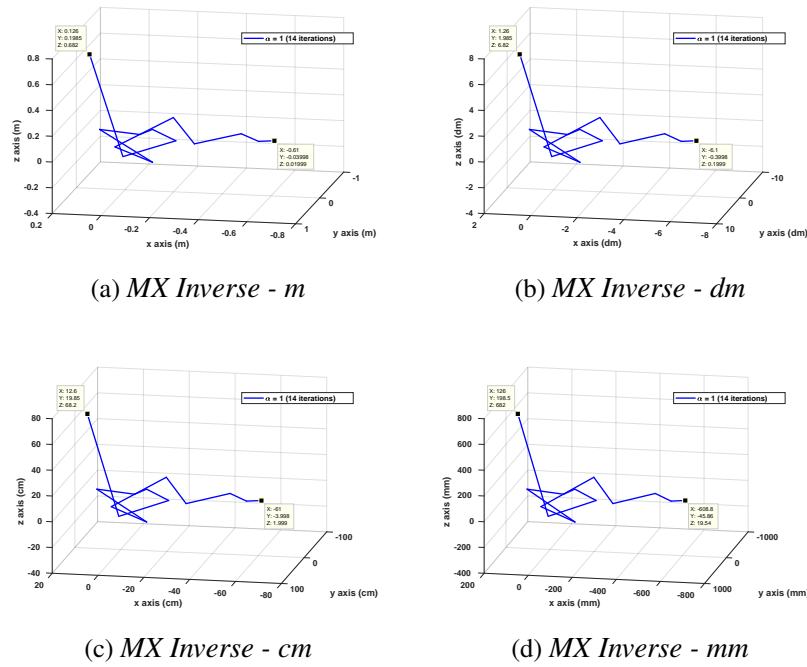 X: 0.126
Y: 0.1985
Z: 0.682
α = 1 (14 iterations)
0.8
0.6
0.4
0.2
0
-0.2
-0.4
z axis (m)
X: -0.61
Y: -0.03998
Z: 0.01999
0.2
0
-0.2
-0.4
-0.6
-0.8
x axis (m)
-1
0
1
y axis (m)
(a) MX Inverse - m
X: 1.26
Y: 1.985
Z: 6.82
α = 1 (14 iterations)
8
6
4
2
0
-2
-4
z axis (dm)
X: -6.1
Y: -0.3998
Z: 0.1999
2
0
-2
-4
-6
-8
x axis (dm)
-10
0
10
y axis (dm)
(b) MX Inverse - dm
X: 12.6
Y: 19.85
Z: 68.2
α = 1 (14 iterations)
80
60
40
20
0
-20
-40
z axis (cm)
X: -61
Y: -3.998
Z: 1.999
20
0
-20
-40
-60
-80
x axis (cm)
-100
0
100
y axis (cm)
(c) MX Inverse - cm
X: 126
Y: 198.5
Z: 682
α = 1 (14 iterations)
800
600
400
200
0
-200
-400
z axis (mm)
X: -608.8
Y: -45.86
Z: 19.54
200
0
-200
-400
-600
-800
x axis (mm)
-1000
0
1000
y axis (mm)
(d) MX Inverse - mm